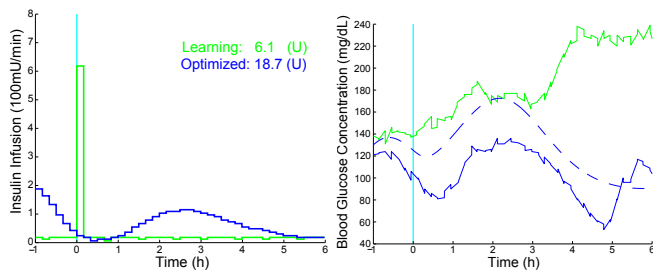 8
7
6
5
4
3
2
1
0
Insulin Infusion (100mU/min)
Learning: 6.1 (U)
Optimized: 18.7 (U)
-1 0 1 2 3 4 5 6
Time (h)
240
220
200
180
160
140
120
100
80
60
40
Blood Glucose Concentration (mg/dL)
-1 0 1 2 3 4 5 6
Time (h)